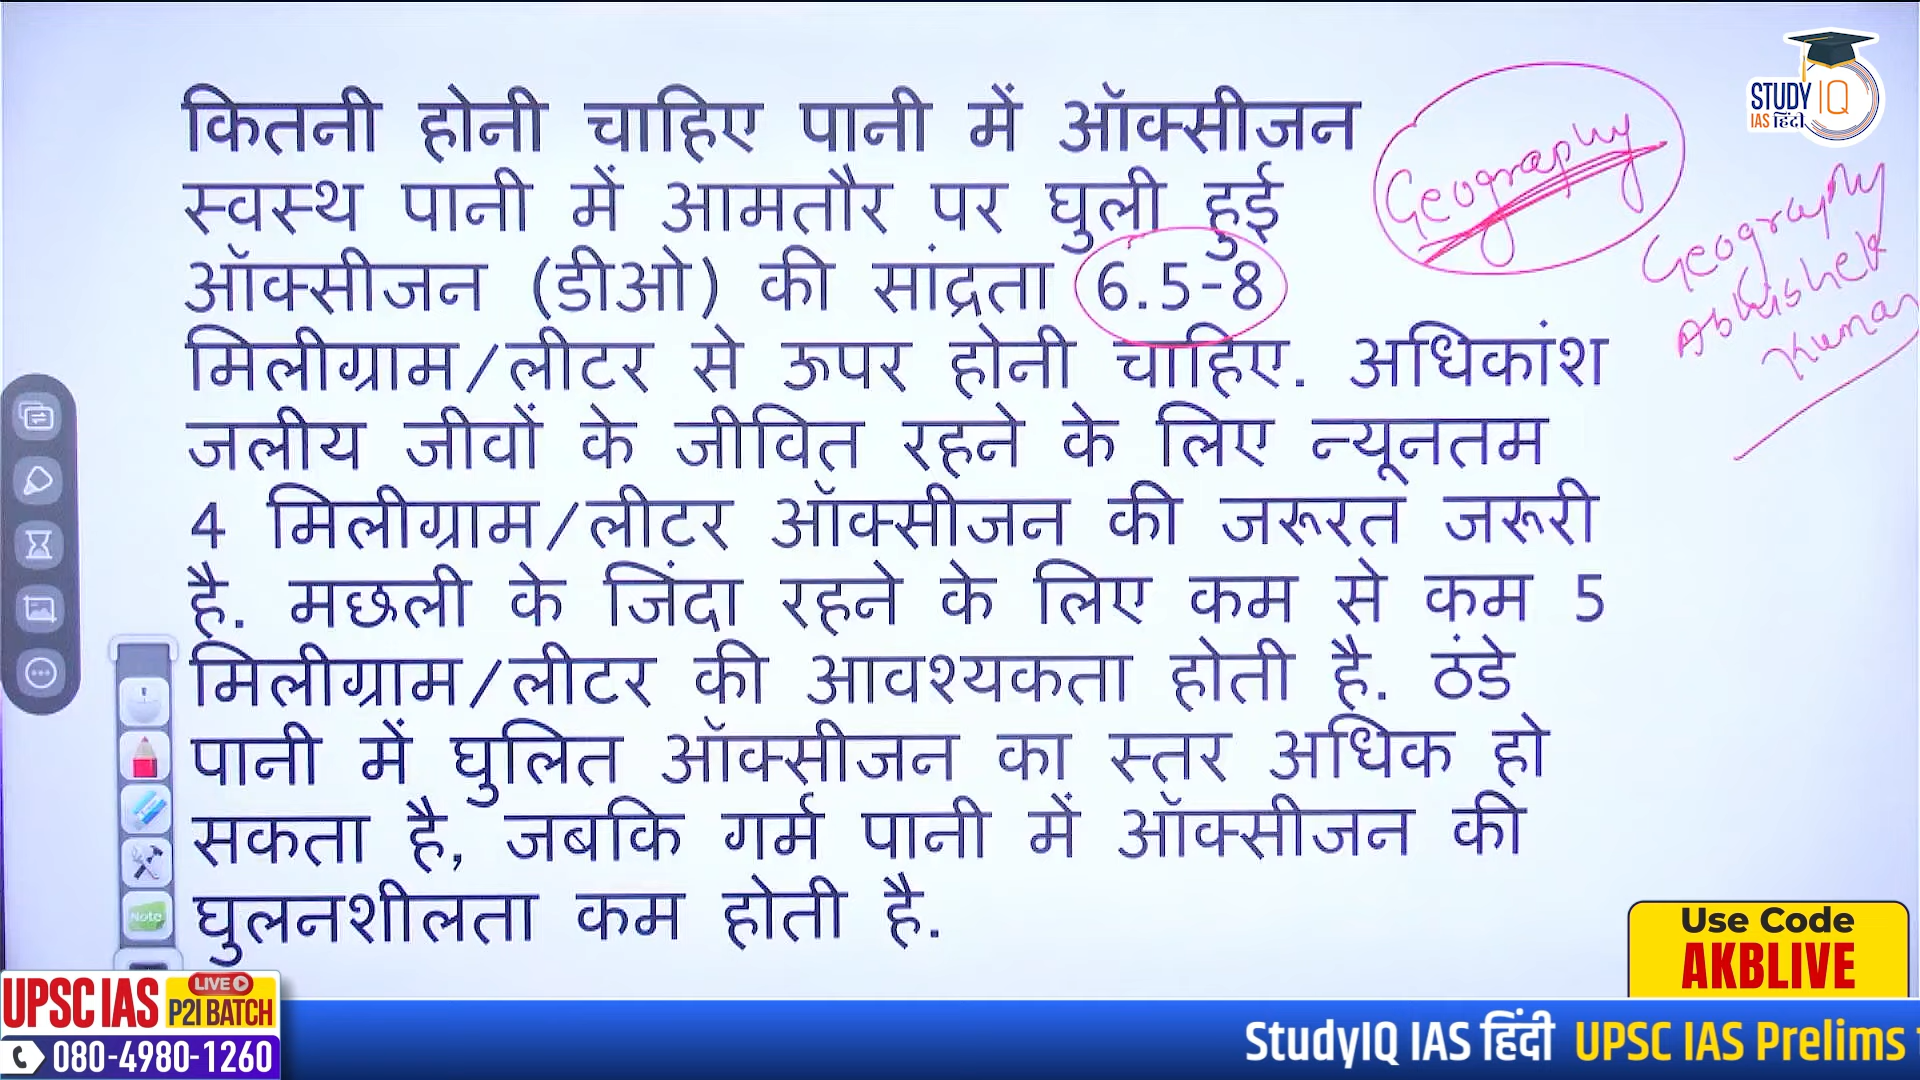 कितनी होनी चाहिए पानी में ऑक्सीजन
स्वस्थ पानी में आमतौर पर घुली हुई
ऑक्सीजन (डीओ) की सांद्रता 6.5-8
मिलीग्राम/लीटर से ऊपर होनी चाहिए. अधिकांश
जलीय जीवों के जीवित रहने के लिए न्यूनतम
4 मिलीग्राम/लीटर ऑक्सीजन की जरूरत जरूरी
है. मछली के जिंदा रहने के लिए कम से कम 5
मिलीग्राम/लीटर की आवश्यकता होती है. ठंडे
पानी में घुलित ऑक्सीजन का स्तर अधिक हो
सकता है, जबकि गर्म पानी में ऑक्सीजन की
घुलनशीलता कम होती है.
Geography
Geography
Abhishek
Kumar
STUDY IQ
IAS हिंदी
Note
Use Code
AKBLIVE
UPSC IAS
LIVE
P2I BATCH
080-4980-1260
StudyIQ IAS हिंदी UPSC IAS Prelims